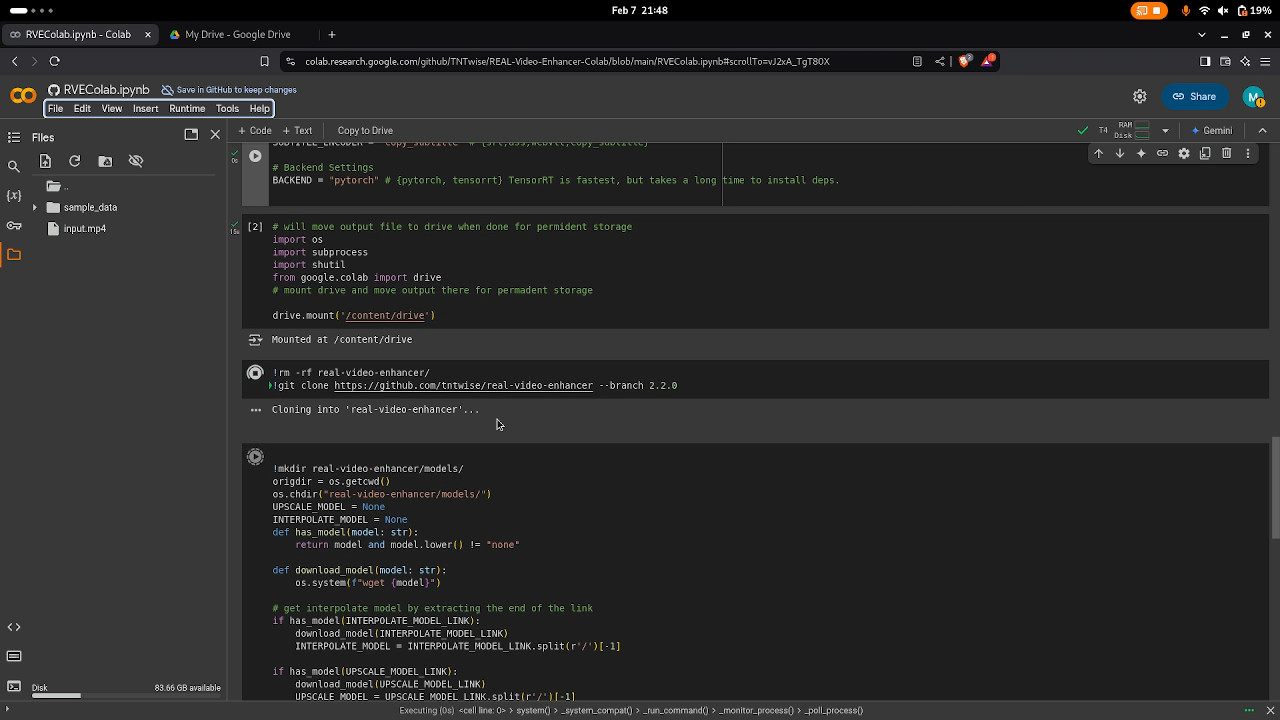 Feb 7 21:48
19%
RVEColab.ipynb - Colab
My Drive - Google Drive
colab.research.google.com/github/TNTwise/REAL-Video-Enhancer-Colab/blob/main/RVEColab.ipynb#scrollTo=vJ2xA_TgT80X
RVEColab.ipynb
Save in GitHub to keep changes
File Edit View Insert Runtime Tools Help
Share
M
Files
+ Code + Text Copy to Drive
T4
RAM
Disk
Gemini
..
sample_data
input.mp4
SUBTITLE_ENCODER = "copy_subtitle" # {srt,ass,webvtt,copy_subtitle}
0s
# Backend Settings
BACKEND = "pytorch" # {pytorch, tensorrt} TensorRT is fastest, but takes a long time to install deps.
[2]
15s
# will move output file to drive when done for permident storage
import os
import subprocess
import shutil
from google.colab import drive
# mount drive and move output there for permadent storage
drive.mount('/content/drive')
Mounted at /content/drive
!rm -rf real-video-enhancer/
!git clone https://github.com/tntwise/real-video-enhancer --branch 2.2.0
Cloning into 'real-video-enhancer'...
!mkdir real-video-enhancer/models/
origdir = os.getcwd()
os.chdir("real-video-enhancer/models/")
UPSCALE_MODEL = None
INTERPOLATE_MODEL = None
def has_model(model: str):
return model and model.lower() != "none"
def download_model(model: str):
os.system(f"wget {model}")
# get interpolate model by extracting the end of the link
if has_model(INTERPOLATE_MODEL_LINK):
download_model(INTERPOLATE_MODEL_LINK)
INTERPOLATE_MODEL = INTERPOLATE_MODEL_LINK.split(r'/')[-1]
if has_model(UPSCALE_MODEL_LINK):
download_model(UPSCALE_MODEL_LINK)
UPSCALE_MODEL = UPSCALE_MODEL_LINK.split(r'/')[-1]
Disk
83.66 GB available
Executing (0s) <cell line: 0> > system() > _system_compat() > _run_command() > _monitor_process() > _poll_process()